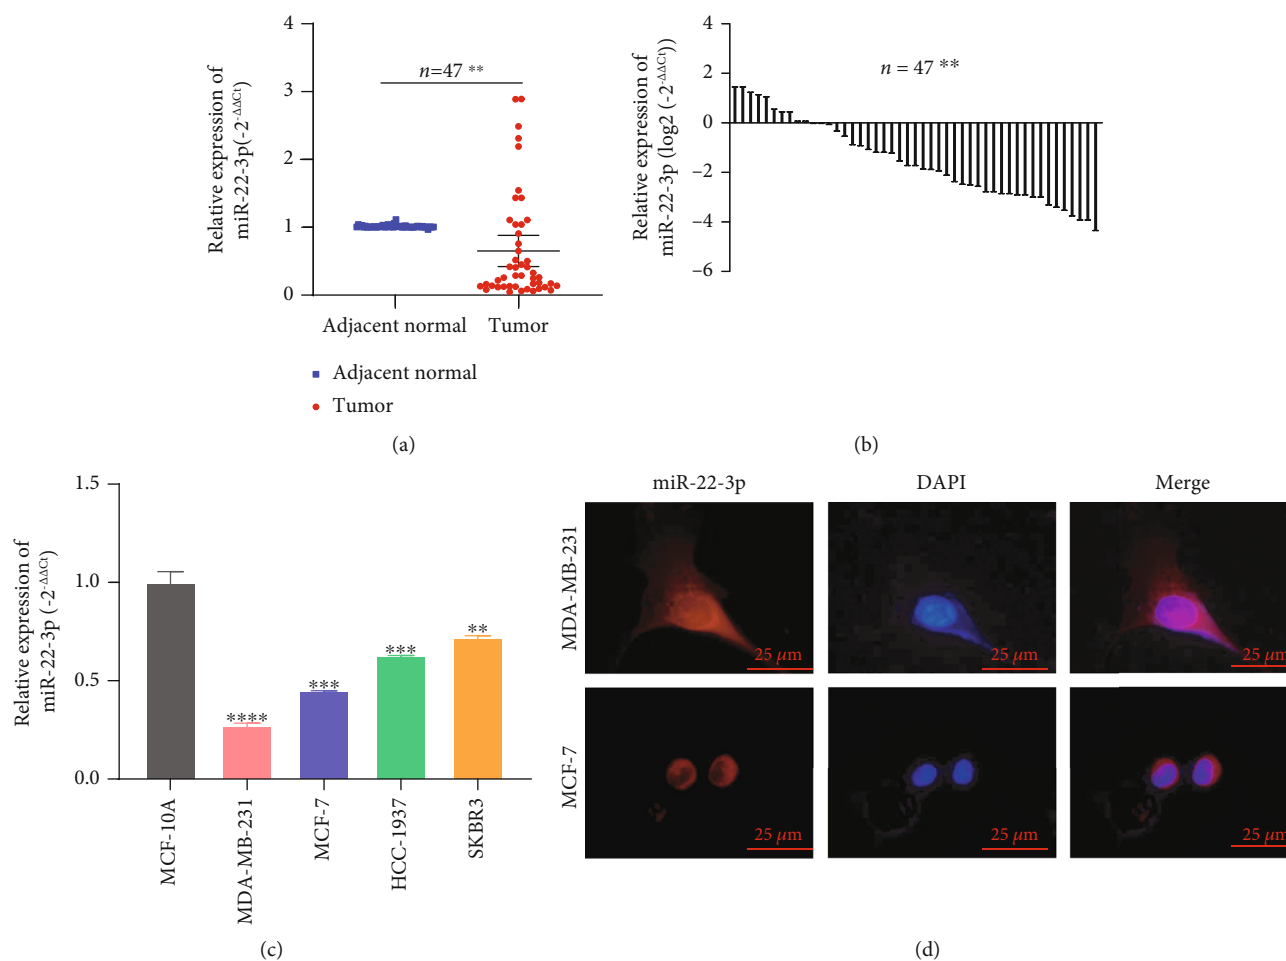 Relative expression of
miR-22-3p(-2-ΔΔCt)
4
3
2
1
0
n=47 **
Adjacent normal
Tumor
Adjacent normal
Tumor
(a)
Relative expression of
miR-22-3p (log2 (-2-ΔΔCt))
4
2
0
−2
−4
−6
n = 47 **
(b)
Relative expression of
miR-22-3p (-2-ΔΔCt)
1.5
1.0
0.5
0.0
****
***
***
**
MCF-10A
MDA-MB-231
MCF-7
HCC-1937
SKBR3
(c)
miR-22-3p
DAPI
Merge
MDA-MB-231
25 μm
25 μm
25 μm
MCF-7
25 μm
25 μm
25 μm
(d)